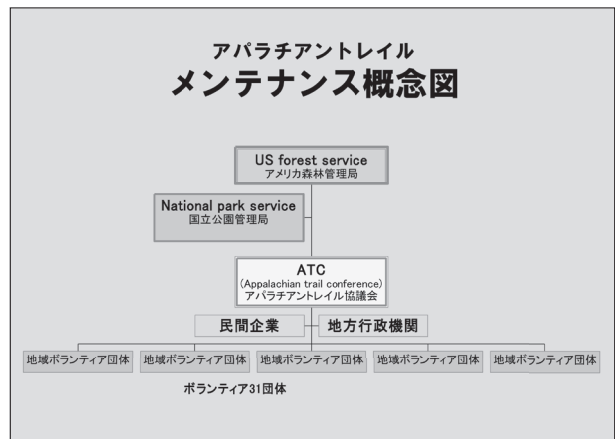 アパラチアントレイル
メンテナンス概念図
US forest service
アメリカ森林管理局
National park service
国立公園管理局
ATC
(Appalachian trail conference)
アパラチアントレイル協議会
民間企業
地方行政機関
地域ボランティア団体
地域ボランティア団体
地域ボランティア団体
地域ボランティア団体
地域ボランティア団体
ボランティア31団体